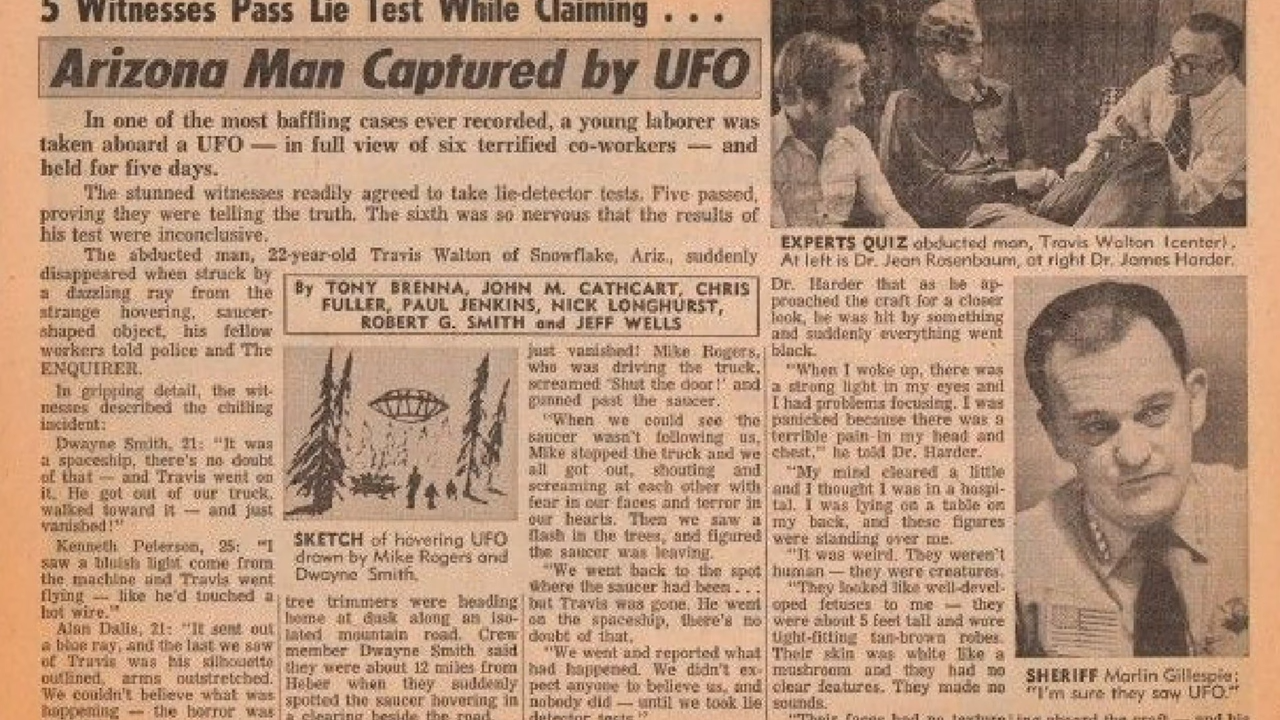 5 Witnesses Pass Lie Test While Claiming . . .
Arizona Man Captured by UFO
In one of the most baffling cases ever recorded, a young laborer was
taken aboard a UFO — in full view of six terrified co-workers — and
held for five days.
The stunned witnesses readily agreed to take lie-detector tests. Five passed,
proving they were telling the truth. The sixth was so nervous that the results of
his test were inconclusive.
The abducted man, 22-year-old Travis Walton of Snowflake, Ariz., suddenly
disappeared when struck by
a dazzling ray from the
strange hovering, saucer-
shaped object, his fellow
workers told police and The
ENQUIRER.
In gripping detail, the wit-
nesses described the chilling
incident:
Dwayne Smith, 21: "It was
a spaceship, there's no doubt
of that — and Travis went on
it. He got out of our truck,
walked toward it — and just
vanished!"
Kenneth Peterson, 25: "I
saw a bluish light come from
the machine and Travis went
flying — like he'd touched a
hot wire."
Alan Dalis, 21: "It sent out
a blue ray, and the last we saw
of Travis was his silhouette
outlined, arms outstretched.
We couldn't believe what was
happening — the horror was
By TONY BRENNA, JOHN M. CATHCART, CHRIS
FULLER, PAUL JENKINS, NICK LONGHURST,
ROBERT G. SMITH and JEFF WELLS
SKETCH of hovering UFO
drawn by Mike Rogers and
Dwayne Smith.
tree trimmers were heading
home at dusk along an iso-
lated mountain road. Crew
member Dwayne Smith said
they were about 12 miles from
Heber when they suddenly
spotted the saucer hovering in
a clearing beside the road.
just vanished! Mike Rogers,
who was driving the truck,
screamed 'Shut the door!' and
gunned past the saucer.
"When we could see the
saucer wasn't following us,
Mike stopped the truck and we
all got out, shouting and
screaming at each other with
fear in our faces and terror in
our hearts. Then we saw a
flash in the trees, and figured
the saucer was leaving.
"We went back to the spot
where the saucer had been . . .
but Travis was gone. He went
on the spaceship, there's no
doubt of that.
"We went and reported what
had happened. We didn't ex-
pect anyone to believe us, and
nobody did — until we took lie
detector tests."
EXPERTS QUIZ abducted man, Travis Walton (center).
At left is Dr. Jean Rosenbaum, at right Dr. James Harder.
Dr. Harder that as he ap-
proached the craft for a closer
look, he was hit by something
and suddenly everything went
black.
"When I woke up, there was
a strong light in my eyes and
I had problems focusing. I was
panicked because there was a
terrible pain in my head and
chest," he told Dr. Harder.
"My mind cleared a little
and I thought I was in a hospi-
tal. I was lying on a table on
my back, and these figures
were standing over me.
"It was weird. They weren't
human — they were creatures.
"They looked like well-devel-
oped fetuses to me — they
were about 5 feet tall and wore
tight-fitting tan-brown robes.
Their skin was white like a
mushroom and they had no
clear features. They made no
sounds.
"Their faces had no texture
SHERIFF Marlin Gillespie:
"I'm sure they saw UFO."